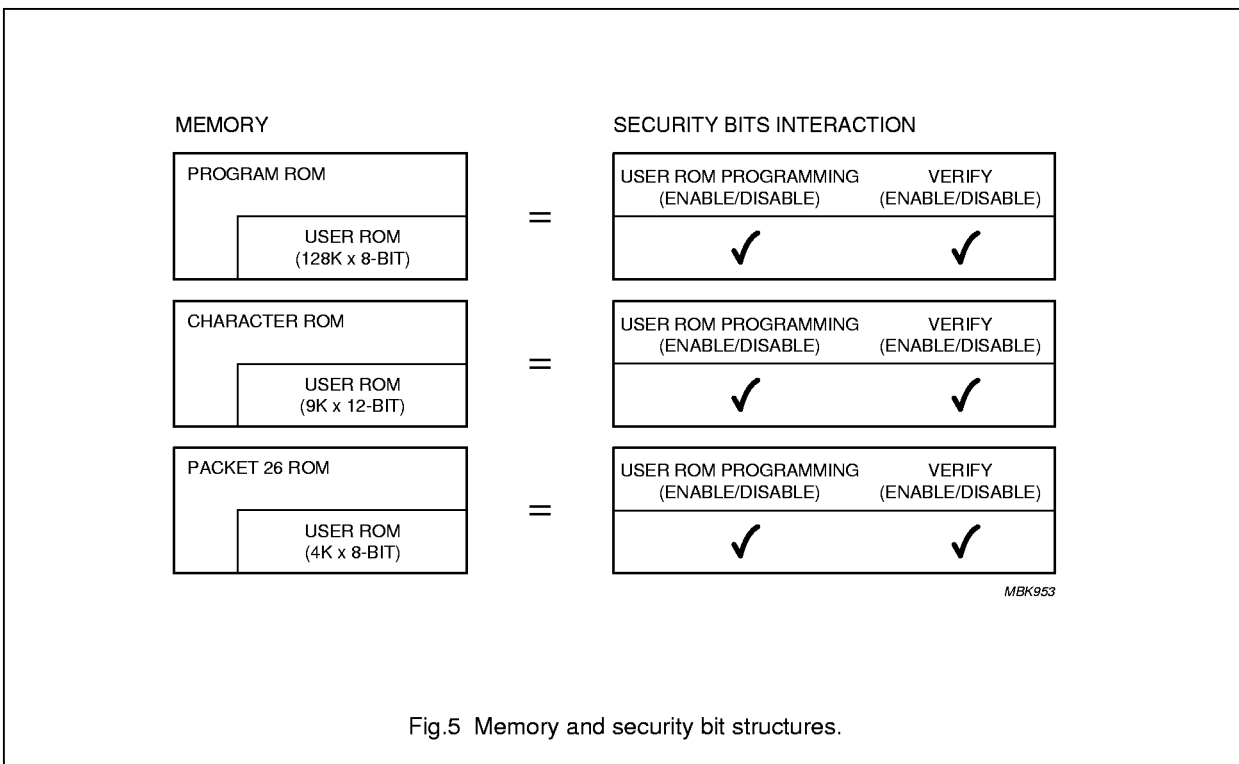 MEMORY
SECURITY BITS INTERACTION
PROGRAM ROM
USER ROM
(128K x 8-BIT)
=
USER ROM PROGRAMMING
(ENABLE/DISABLE)
VERIFY
(ENABLE/DISABLE)
✓ ✓
CHARACTER ROM
USER ROM
(9K x 12-BIT)
=
USER ROM PROGRAMMING
(ENABLE/DISABLE)
VERIFY
(ENABLE/DISABLE)
✓ ✓
PACKET 26 ROM
USER ROM
(4K x 8-BIT)
=
USER ROM PROGRAMMING
(ENABLE/DISABLE)
VERIFY
(ENABLE/DISABLE)
✓ ✓
MBK953
Fig.5 Memory and security bit structures.